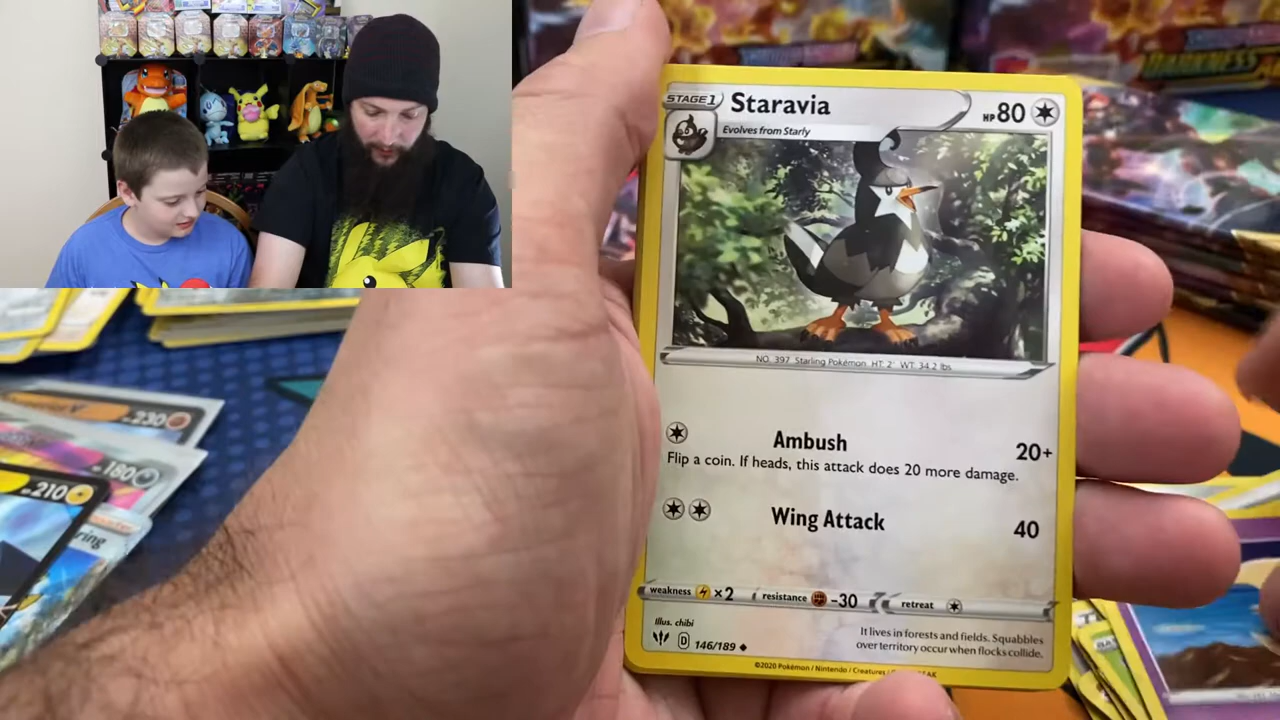 DARKNESS
STAGE 1 Staravia HP 80
Evolves from Starly
NO. 397 Starling Pokémon HT: 2' WT: 34.2 lbs
Ambush 20+
Flip a coin. If heads, this attack does 20 more damage.
Wing Attack 40
weakness ×2 resistance -30 retreat
Illus. chibi
D 146/189
It lives in forests and fields. Squabbles
over territory occur when flocks collide.
©2020 Pokémon / Nintendo / Creatures /
230
180
210
ring